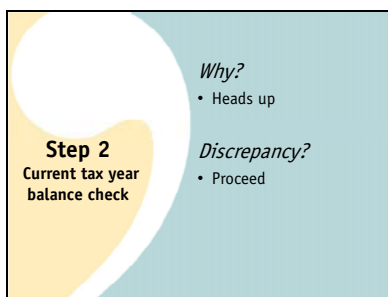 Why?
• Heads up
Step 2
Current tax year
balance check
Discrepancy?
• Proceed